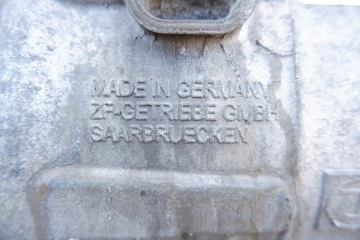 MADE IN GERMANY
ZF-GETRIEBE GMBH
SAARBRUECKEN